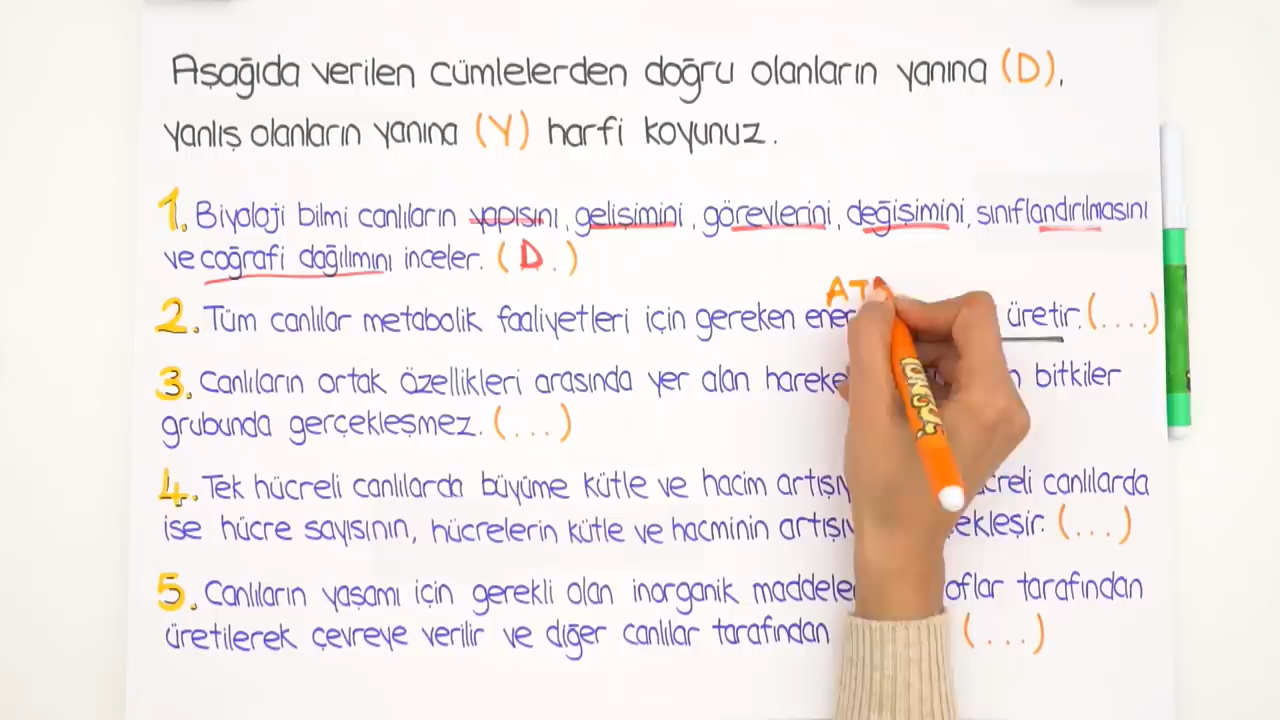 Aşağıda verilen cümlelerden doğru olanların yanına (D),
yanlış olanların yanına (Y) harfi koyunuz.
1. Biyoloji bilmi canlıların yapısını, gelişimini, görevlerini, değişimini, sınıflandırılmasını
ve coğrafi dağılımını inceler. (D.)
AT
2. Tüm canlılar metabolik faaliyetleri için gereken üretir. (....)
3. Canlıların ortak özellikleri arasında yer alan bitkiler
grubunda gerçekleşmez. (...)
4. Tek hücreli canlılarda büyüme kütle ve hacim canlılarda
ise hücre sayısının, hücrelerin kütle ve hacminin (...)
5. Canlıların yaşamı için gerekli olan inorganik tarafından
üretilerek çevreye verilir ve diğer canlılar tarafından (...)